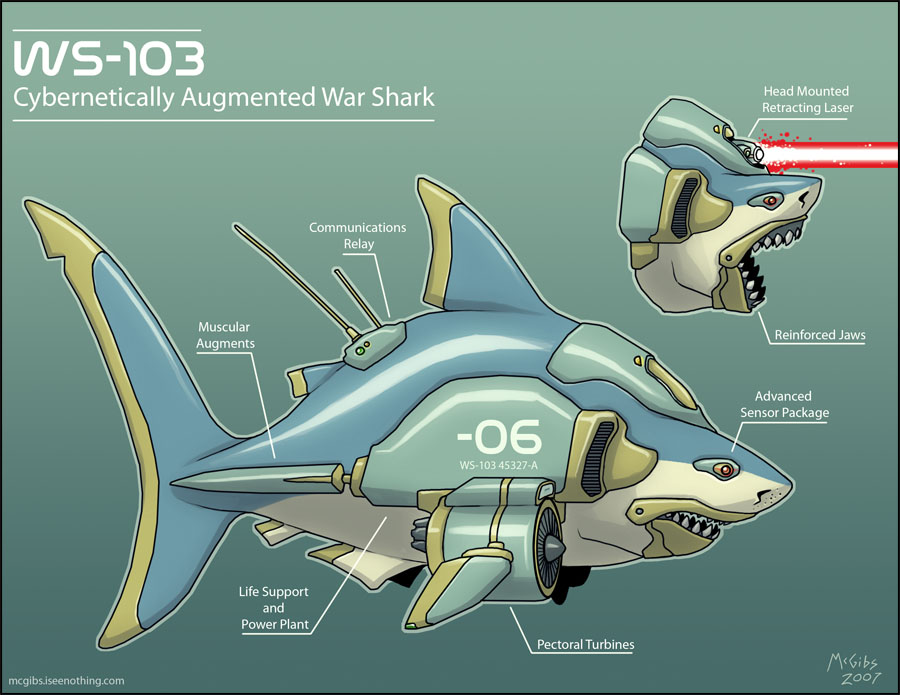 WS-103
Cybernetically Augmented War Shark
Head Mounted
Retracting Laser
Communications
Relay
Muscular
Augments
Reinforced Jaws
Advanced
Sensor Package
-06
WS-103 45327-A
Life Support
and
Power Plant
Pectoral Turbines
mcgibs.iseenothing.com
McGibs
2007